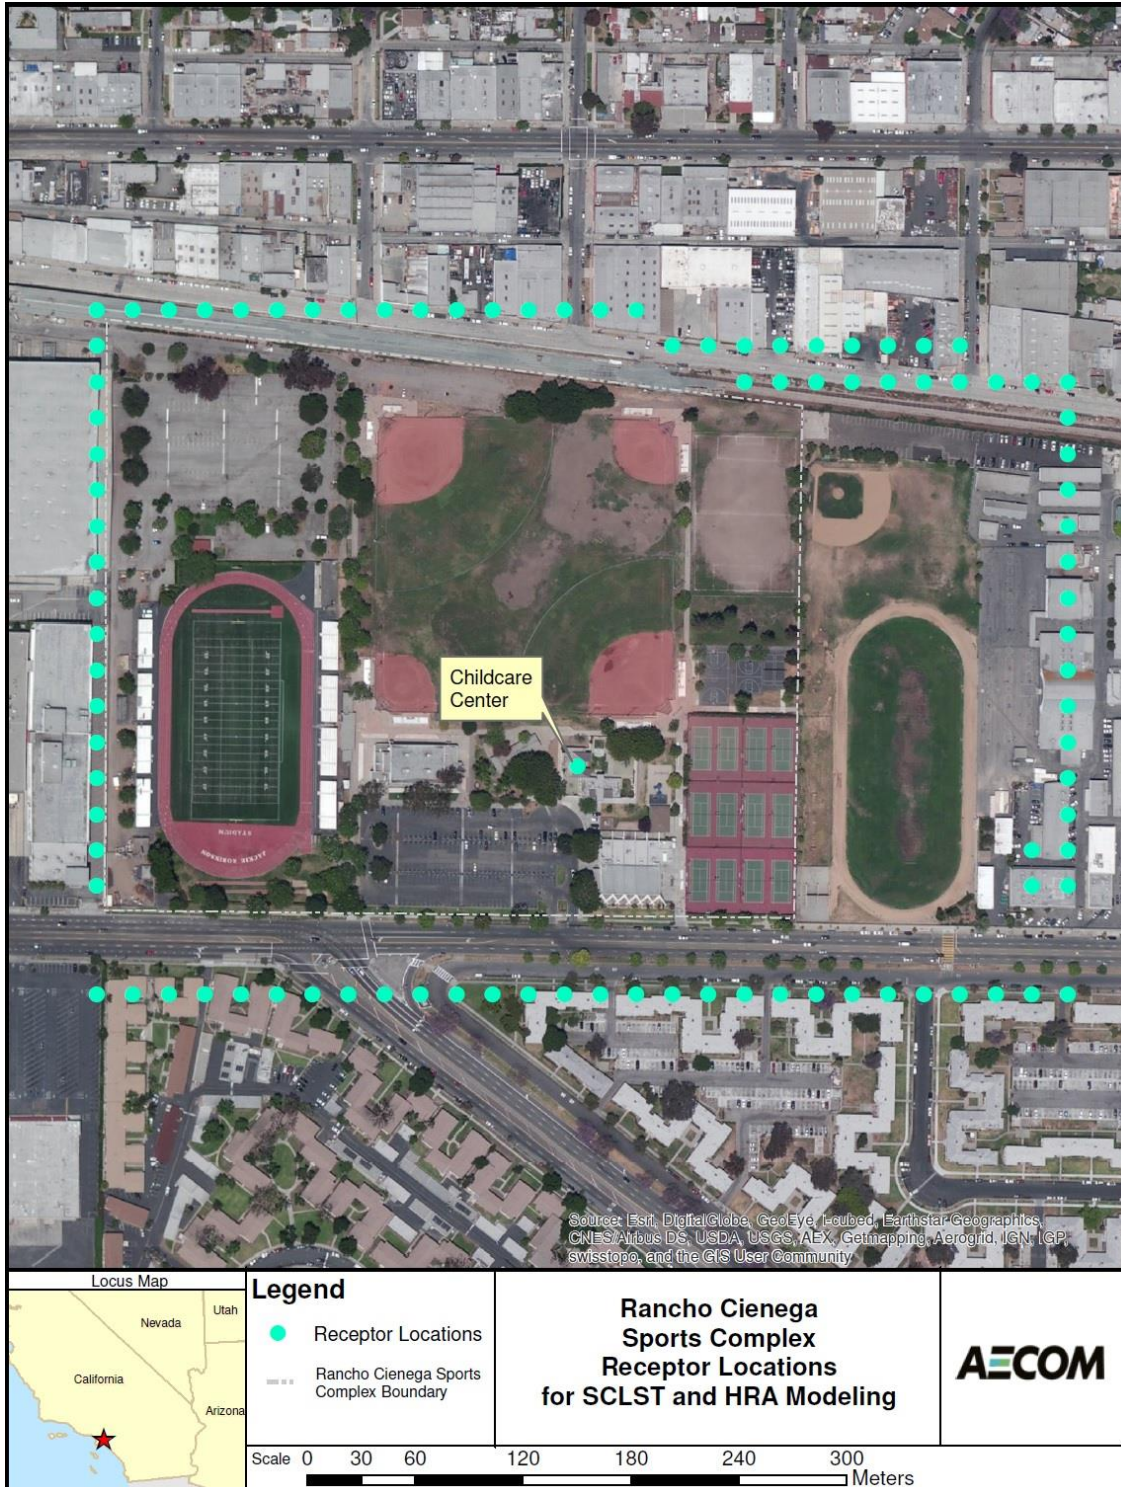 Childcare
Center
STADIUM
JACKIE ROBINSON
Source: Esri, DigitalGlobe, GeoEye, i-cubed, Earthstar Geographics,
CNES/Airbus DS, USDA, USGS, AEX, Getmapping, Aerogrid, IGN, IGP,
swisstopo, and the GIS User Community
Locus Map
Nevada
Utah
California
Arizona
Legend
Receptor Locations
Rancho Cienega Sports
Complex Boundary
Rancho Cienega
Sports Complex
Receptor Locations
for SCLST and HRA Modeling
AECOM
Scale 0 30 60 120 180 240 300
Meters